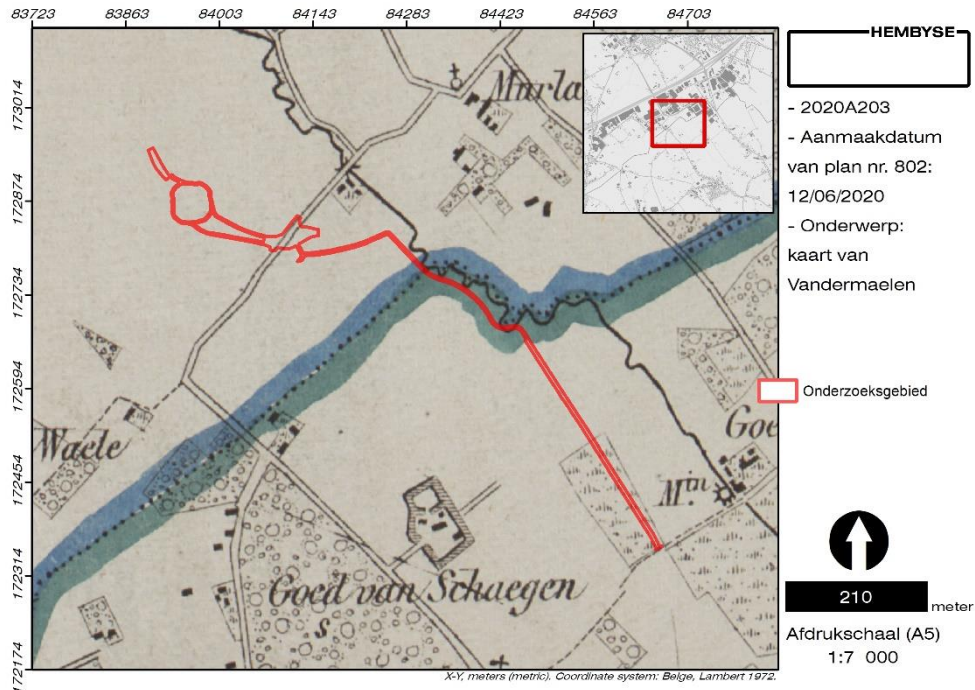 83723 83863 84003 84143 84283 84423 84563 84703
173014
172874
172734
172594
172454
172314
172174
Murla
Waele
Goed van Schaegen
s
Goe
M.in
X-Y, meters (metric). Coordinate system: Belge, Lambert 1972.
HEMBYSE
- 2020A203
- Aanmaakdatum
van plan nr. 802:
12/06/2020
- Onderwerp:
kaart van
Vandermaelen
Onderzoeksgebied
210 meter
Afdrukschaal (A5)
1:7 000